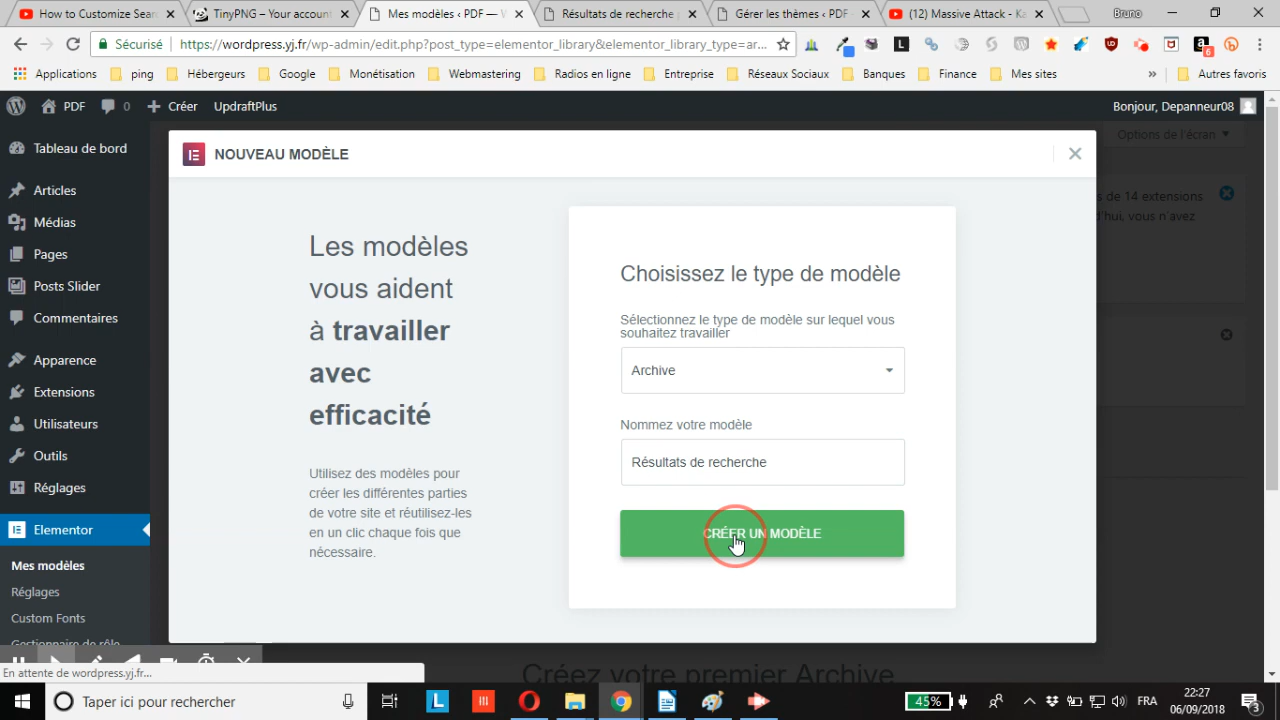 How to Customize Sear
TinyPNG – Your accoun
Mes modèles ‹ PDF — W
Résultats de recherche
Gérer les thèmes ‹ PDF
(12) Massive Attack - Ka
Bruno
Sécurisé
https://wordpress.yj.fr/wp-admin/edit.php?post_type=elementor_library&elementor_library_type=ar...
Applications
ping
Hébergeurs
Google
Monétisation
Webmastering
Radios en ligne
Entreprise
Réseaux Sociaux
Banques
Finance
Mes sites
»
Autres favoris
PDF
0
Créer
UpdraftPlus
Bonjour, Depanneur08
Tableau de bord
Articles
Médias
Pages
Posts Slider
Commentaires
Apparence
Extensions
Utilisateurs
Outils
Réglages
Elementor
Mes modèles
Réglages
Custom Fonts
Gestionnaire de rôle
Options de l'écran
s de 14 extensions
d'hui, vous n'avez
NOUVEAU MODÈLE
Les modèles
vous aident
à travailler
avec
efficacité
Utilisez des modèles pour
créer les différentes parties
de votre site et réutilisez-les
en un clic chaque fois que
nécessaire.
Choisissez le type de modèle
Sélectionnez le type de modèle sur lequel vous
souhaitez travailler
Archive
Nommez votre modèle
Résultats de recherche
CRÉER UN MODÈLE
Créez votre premier Archive
En attente de wordpress.yj.fr...
Taper ici pour rechercher
45%
FRA
22:27
06/09/2018
3